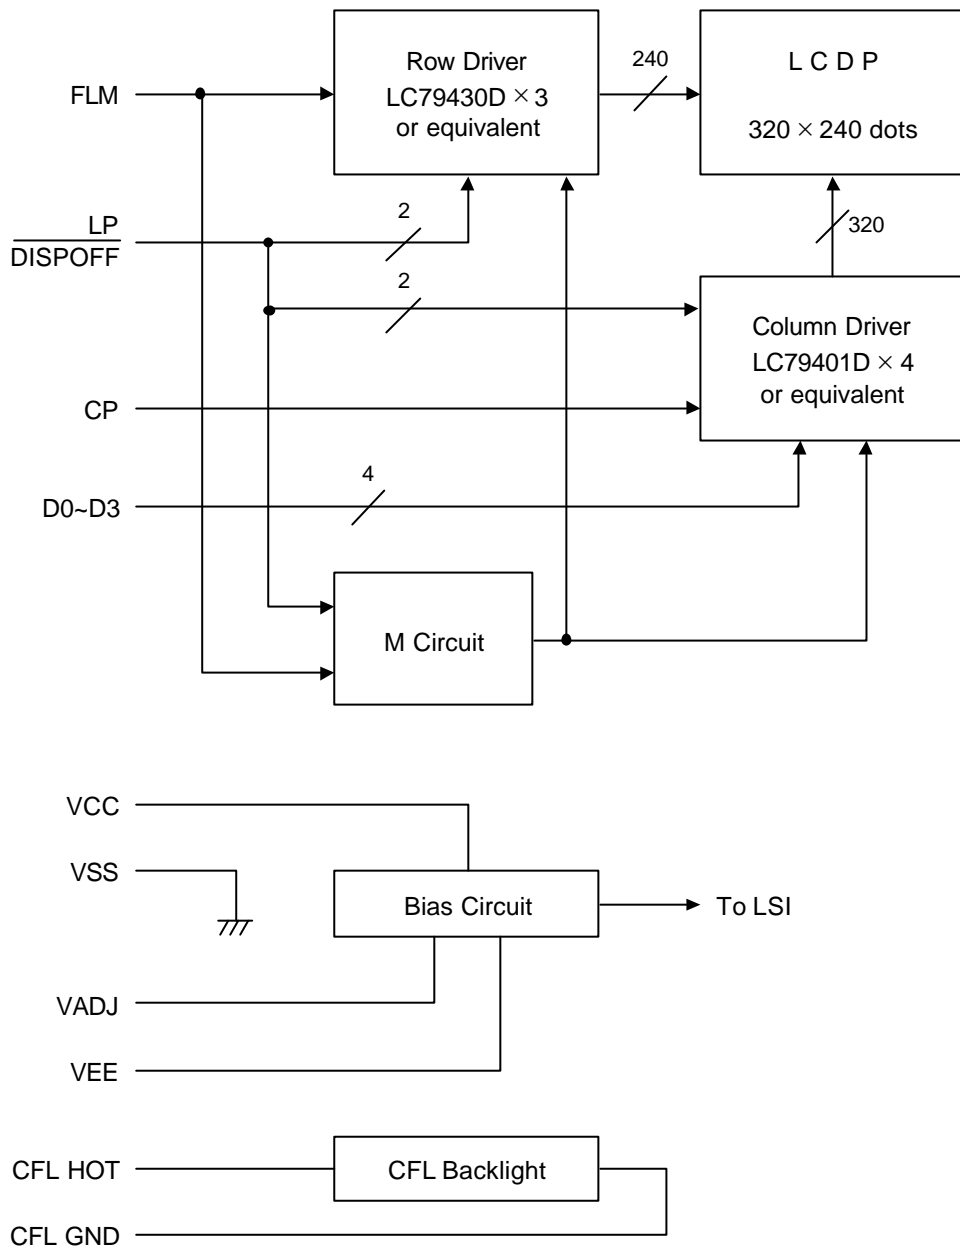 Row Driver
LC79430D × 3
or equivalent
240
L C D P
320 × 240 dots
FLM
LP
DISPOFF
2
2
320
Column Driver
LC79401D × 4
or equivalent
CP
4
D0~D3
M Circuit
VCC
VSS
Bias Circuit
To LSI
VADJ
VEE
CFL HOT
CFL Backlight
CFL GND